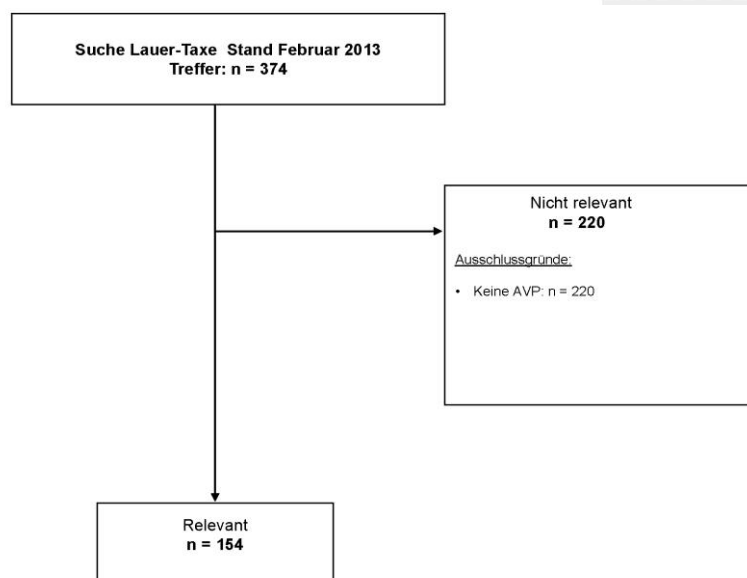 Suche Lauer-Taxe Stand Februar 2013
Treffer: n = 374
Nicht relevant
n = 220
Ausschlussgründe:
• Keine AVP: n = 220
Relevant
n = 154